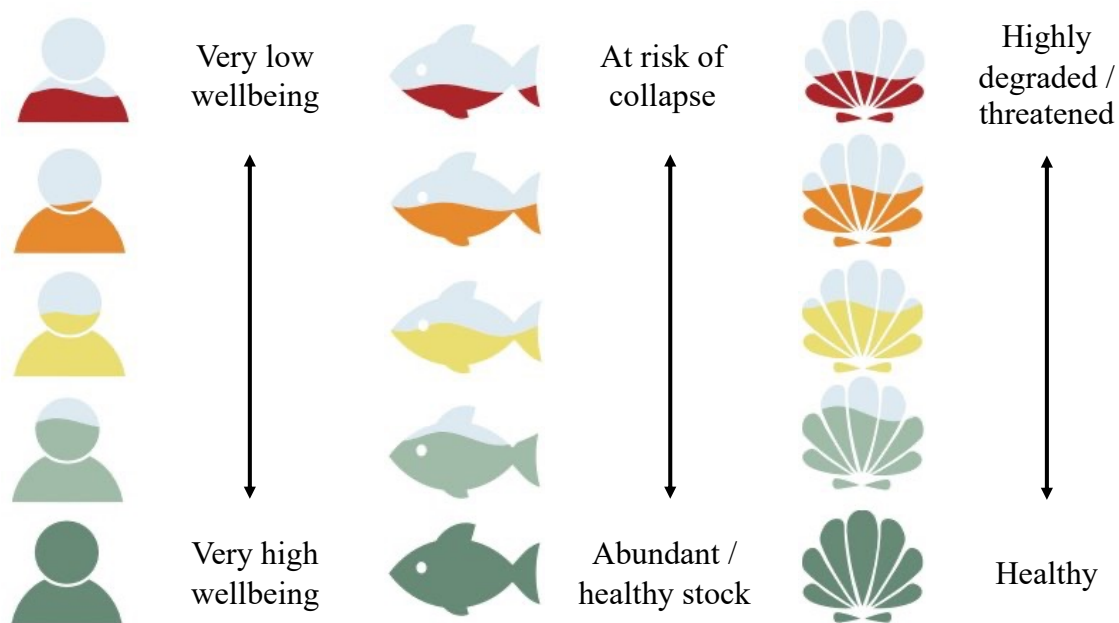 Very low
wellbeing
At risk of
collapse
Highly
degraded /
threatened
Very high
wellbeing
Abundant /
healthy stock
Healthy